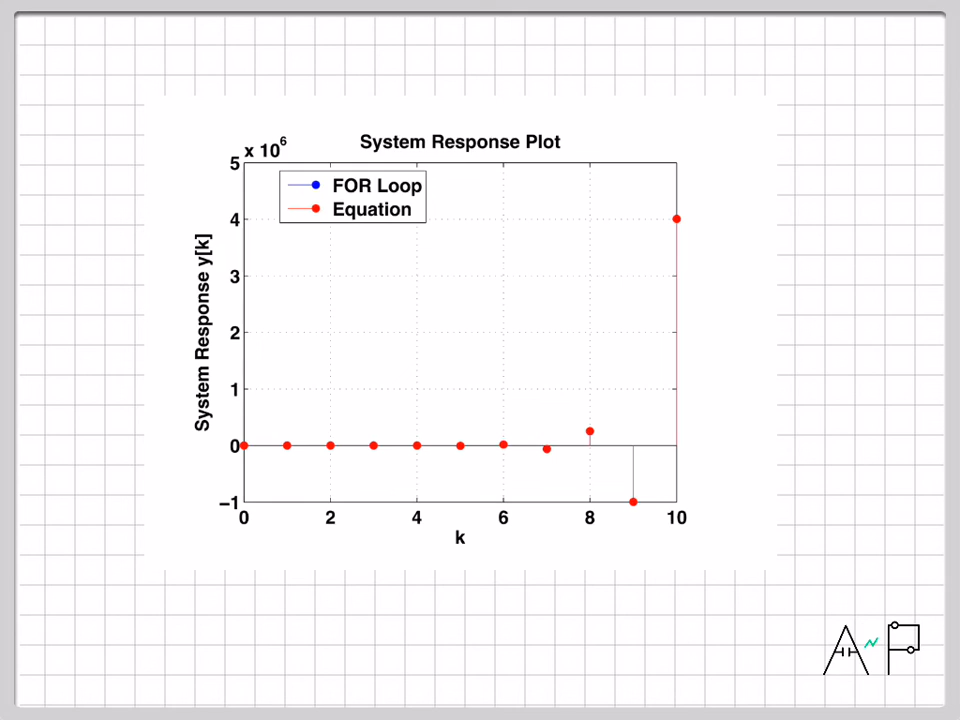 System Response Plot
x 10^6
FOR Loop
Equation
System Response y[k]
5
4
3
2
1
0
−1
0 2 4 6 8 10
k
AP